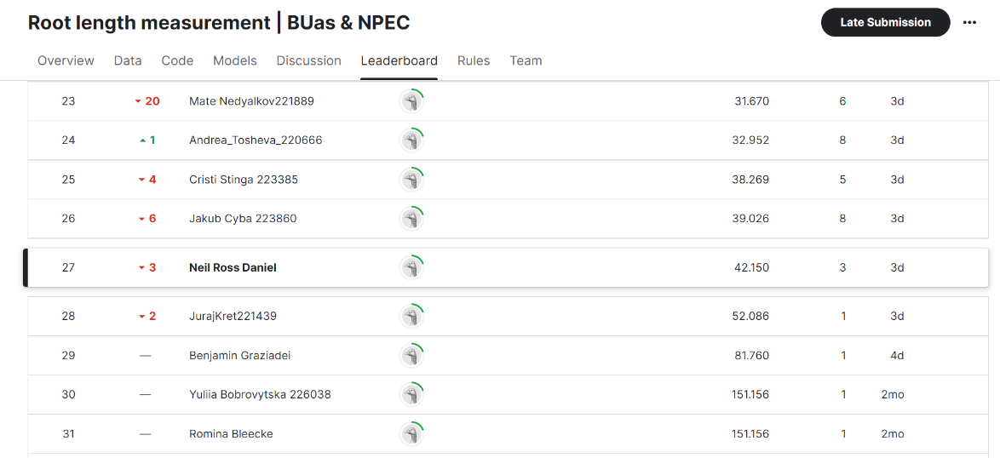 Root length measurement | BUas & NPEC
Late Submission
Overview Data Code Models Discussion Leaderboard Rules Team
23 20 Mate Nedyalkov221889 31.670 6 3d
24 1 Andrea_Tosheva_220666 32.952 8 3d
25 4 Cristi Stinga 223385 38.269 5 3d
26 6 Jakub Cyba 223860 39.026 8 3d
27 3 Neil Ross Daniel 42.150 3 3d
28 2 JurajKret221439 52.086 1 3d
29 — Benjamin Graziadei 81.760 1 4d
30 — Yuliia Bobrovytska 226038 151.156 1 2mo
31 — Romina Bleecke 151.156 1 2mo